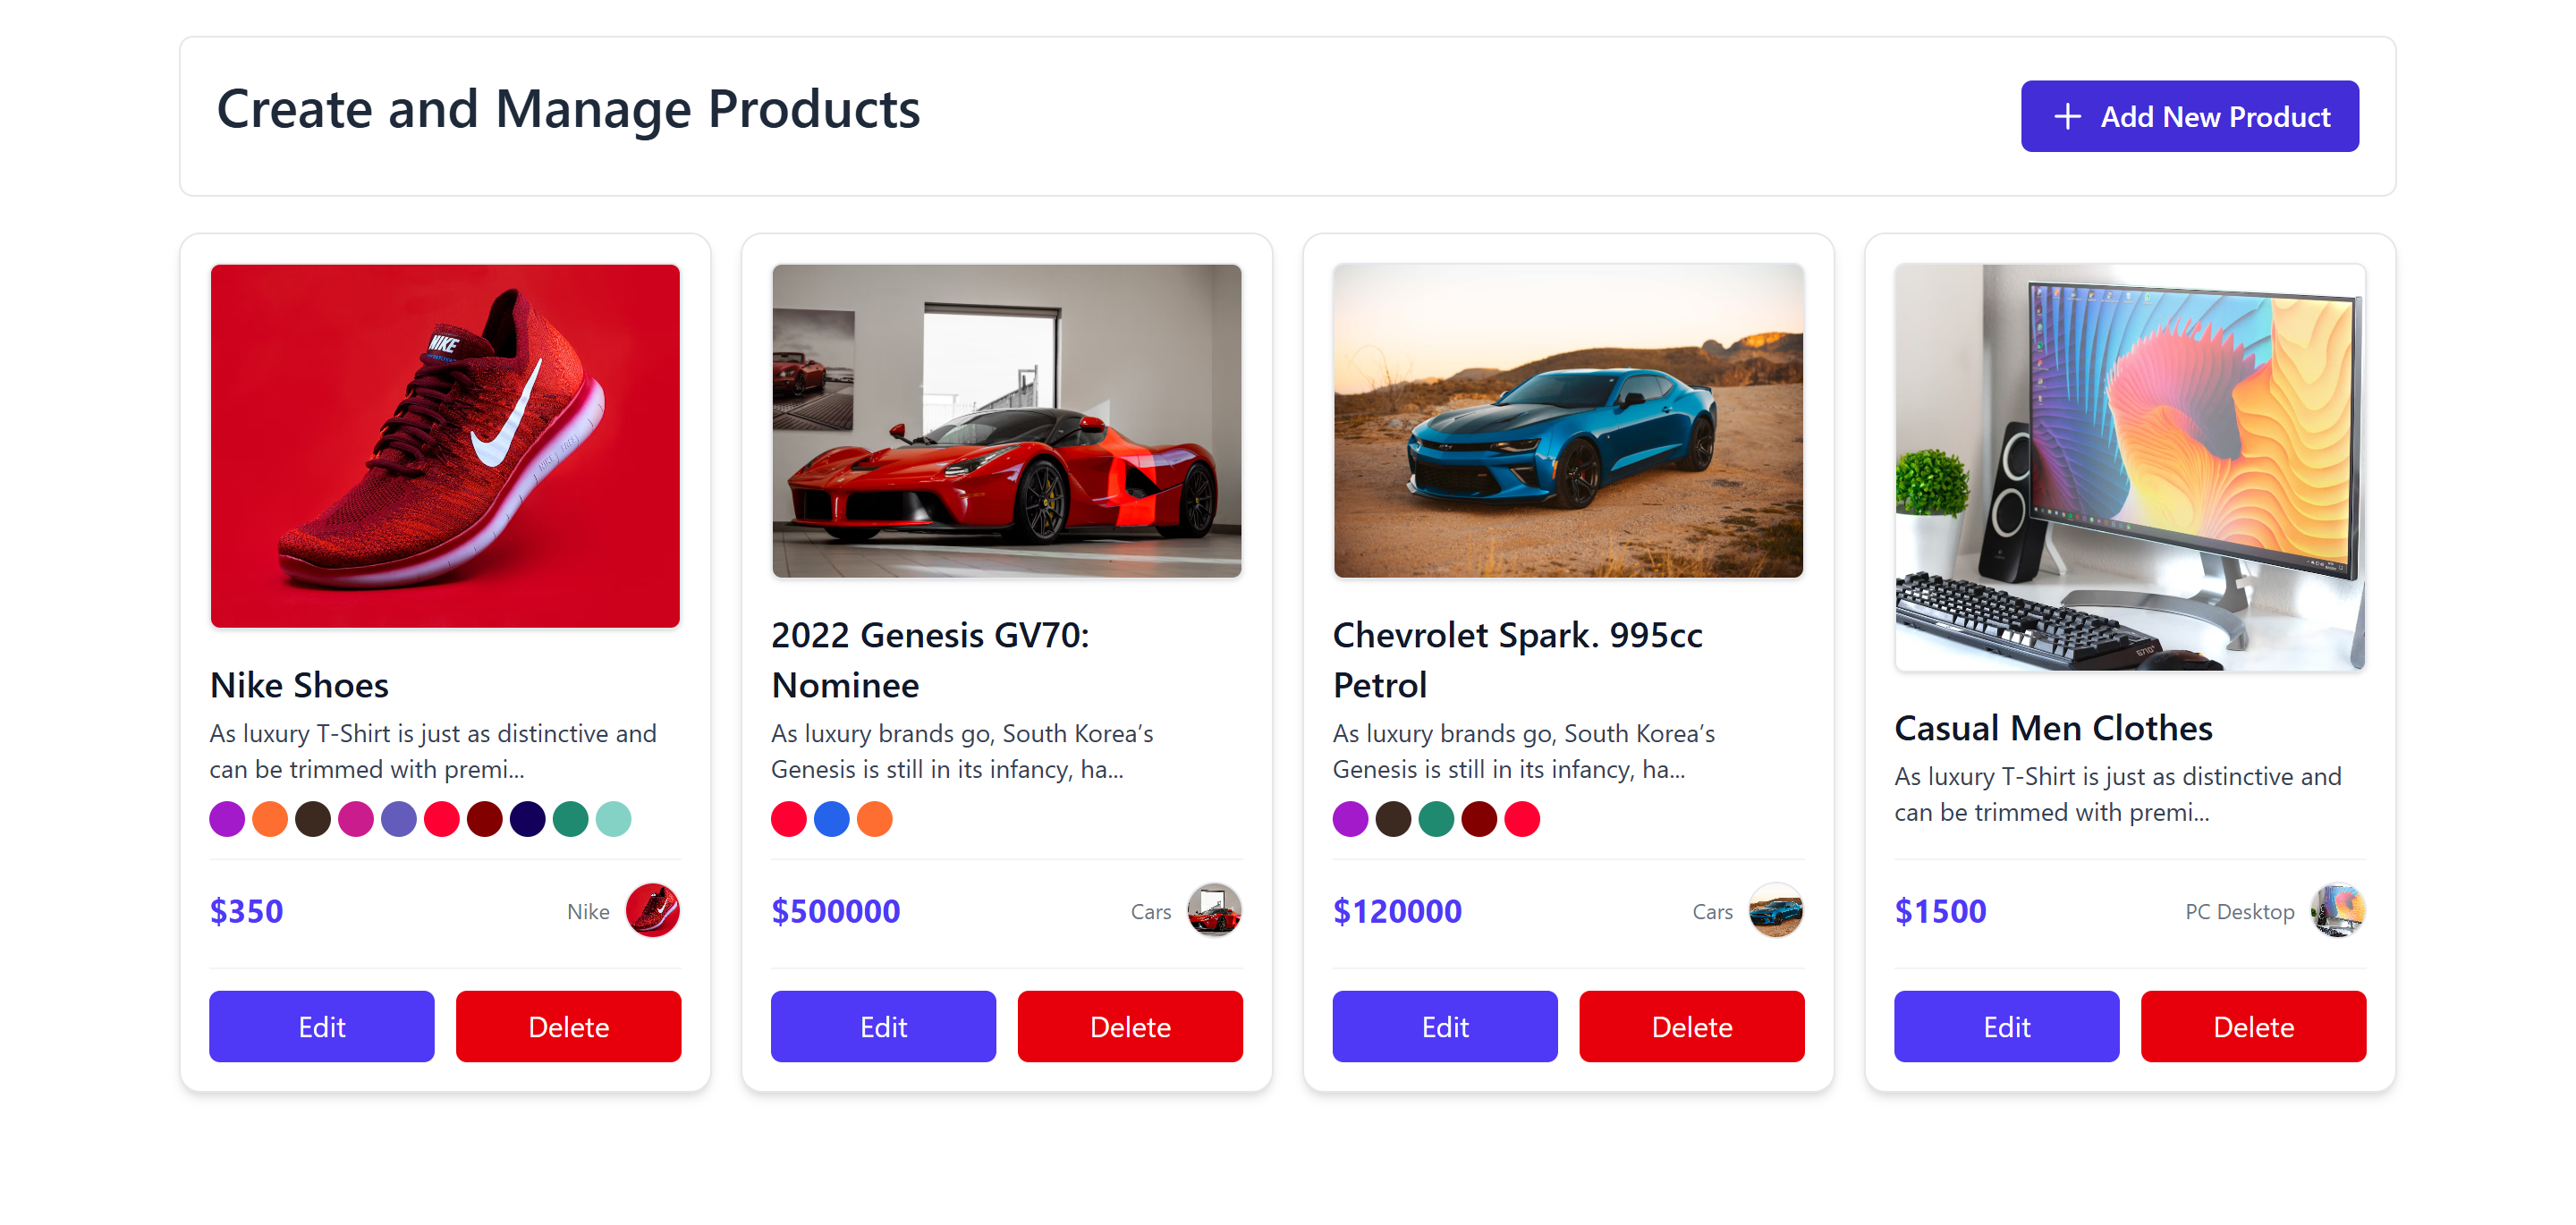 Create and Manage Products
Add New Product
NIKE
Nike Shoes
As luxury T-Shirt is just as distinctive and
can be trimmed with premi...
$350
Nike
Edit
Delete
2022 Genesis GV70:
Nominee
As luxury brands go, South Korea’s
Genesis is still in its infancy, ha...
$500000
Cars
Edit
Delete
Chevrolet Spark. 995cc
Petrol
As luxury brands go, South Korea’s
Genesis is still in its infancy, ha...
$120000
Cars
Edit
Delete
Casual Men Clothes
As luxury T-Shirt is just as distinctive and
can be trimmed with premi...
$1500
PC Desktop
Edit
Delete